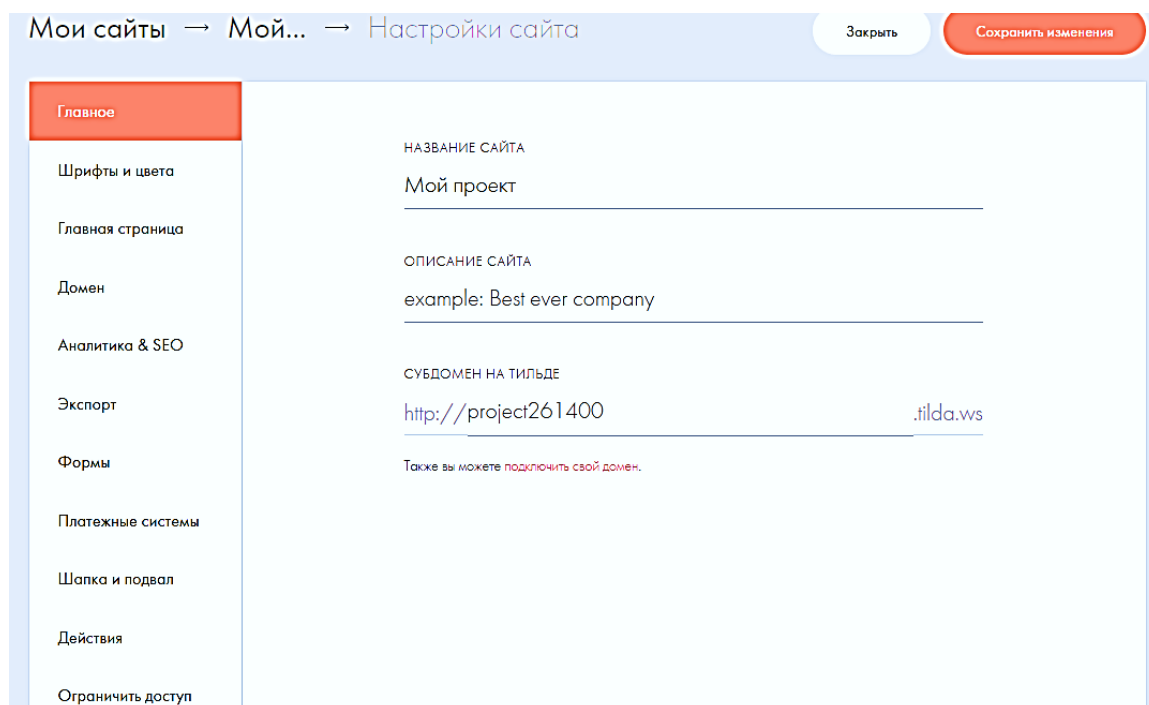 Мои сайты → Мой... → Настройки сайта
Закрыть
Сохранить изменения
Главное
Шрифты и цвета
Главная страница
Домен
Аналитика & SEO
Экспорт
Формы
Платежные системы
Шапка и подвал
Действия
Ограничить доступ
НАЗВАНИЕ САЙТА
Мой проект
ОПИСАНИЕ САЙТА
example: Best ever company
СУБДОМЕН НА ТИЛЬДЕ
http://project261400 .tilda.ws
Также вы можете подключить свой домен.